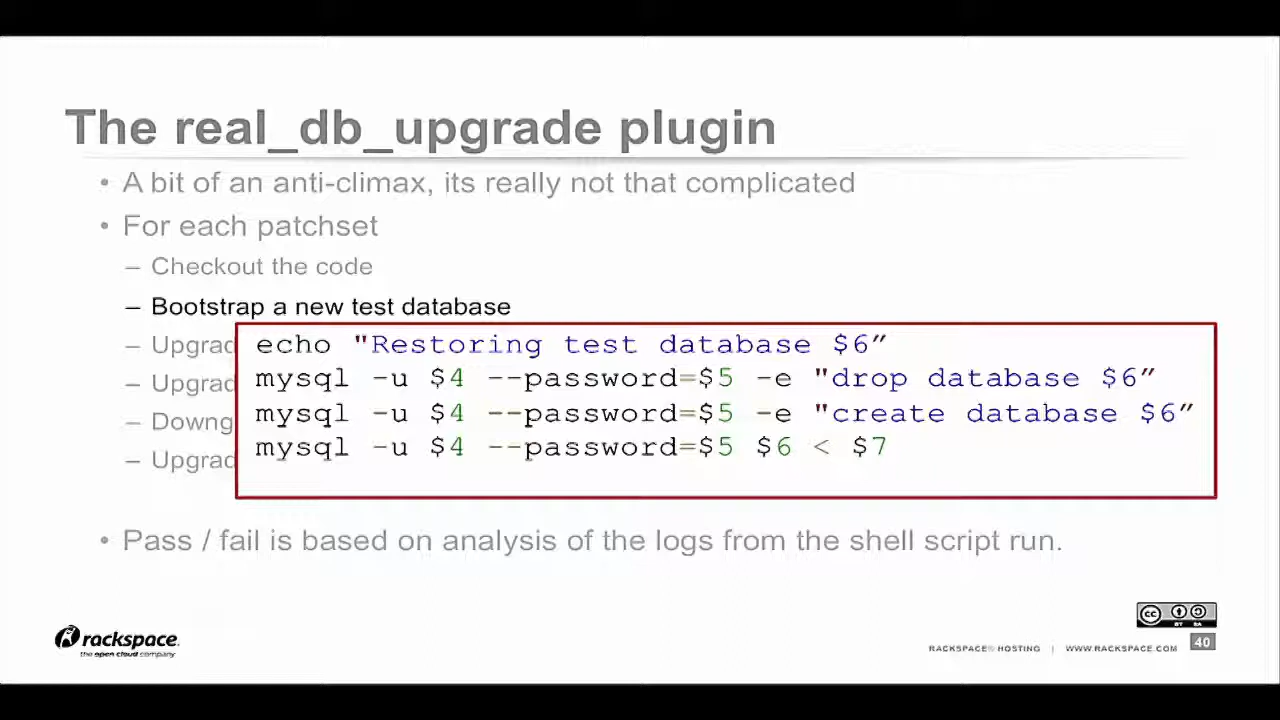 The real_db_upgrade plugin
• A bit of an anti-climax, its really not that complicated
• For each patchset
– Checkout the code
– Bootstrap a new test database
– Upgrad
– Upgrad
– Downg
– Upgrad
echo "Restoring test database $6”
mysql -u $4 --password=$5 -e "drop database $6”
mysql -u $4 --password=$5 -e "create database $6”
mysql -u $4 --password=$5 $6 < $7
• Pass / fail is based on analysis of the logs from the shell script run.
rackspace.
the open cloud company
cc
BY SA
RACKSPACE® HOSTING | WWW.RACKSPACE.COM
40